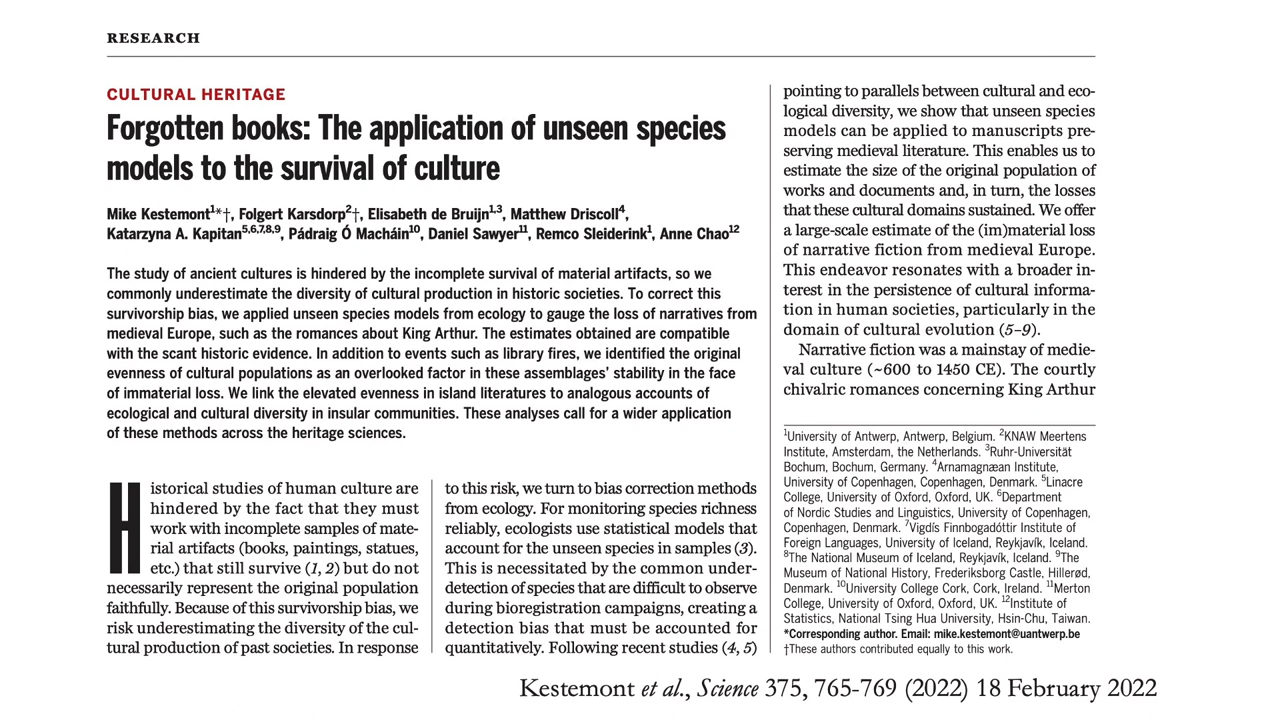 RESEARCH
CULTURAL HERITAGE
Forgotten books: The application of unseen species
models to the survival of culture
Mike Kestemont1*†, Folgert Karsdorp2†, Elisabeth de Bruijn1,3, Matthew Driscoll4,
Katarzyna A. Kapitan5,6,7,8,9, Pádraig Ó Macháin10, Daniel Sawyer11, Remco Sleiderink1, Anne Chao12
The study of ancient cultures is hindered by the incomplete survival of material artifacts, so we
commonly underestimate the diversity of cultural production in historic societies. To correct this
survivorship bias, we applied unseen species models from ecology to gauge the loss of narratives from
medieval Europe, such as the romances about King Arthur. The estimates obtained are compatible
with the scant historic evidence. In addition to events such as library fires, we identified the original
evenness of cultural populations as an overlooked factor in these assemblages' stability in the face
of immaterial loss. We link the elevated evenness in island literatures to analogous accounts of
ecological and cultural diversity in insular communities. These analyses call for a wider application
of these methods across the heritage sciences.
Historical studies of human culture are
hindered by the fact that they must
work with incomplete samples of mate-
rial artifacts (books, paintings, statues,
etc.) that still survive (1, 2) but do not
necessarily represent the original population
faithfully. Because of this survivorship bias, we
risk underestimating the diversity of the cul-
tural production of past societies. In response
to this risk, we turn to bias correction methods
from ecology. For monitoring species richness
reliably, ecologists use statistical models that
account for the unseen species in samples (3).
This is necessitated by the common under-
detection of species that are difficult to observe
during bioregistration campaigns, creating a
detection bias that must be accounted for
quantitatively. Following recent studies (4, 5)
pointing to parallels between cultural and eco-
logical diversity, we show that unseen species
models can be applied to manuscripts pre-
serving medieval literature. This enables us to
estimate the size of the original population of
works and documents and, in turn, the losses
that these cultural domains sustained. We offer
a large-scale estimate of the (im)material loss
of narrative fiction from medieval Europe.
This endeavor resonates with a broader in-
terest in the persistence of cultural informa-
tion in human societies, particularly in the
domain of cultural evolution (5–9).
Narrative fiction was a mainstay of medie-
val culture (~600 to 1450 CE). The courtly
chivalric romances concerning King Arthur
1University of Antwerp, Antwerp, Belgium. 2KNAW Meertens
Institute, Amsterdam, the Netherlands. 3Ruhr-Universität
Bochum, Bochum, Germany. 4Arnamagnæan Institute,
University of Copenhagen, Copenhagen, Denmark. 5Linacre
College, University of Oxford, Oxford, UK. 6Department
of Nordic Studies and Linguistics, University of Copenhagen,
Copenhagen, Denmark. 7Vigdís Finnbogadóttir Institute of
Foreign Languages, University of Iceland, Reykjavík, Iceland.
8The National Museum of Iceland, Reykjavík, Iceland. 9The
Museum of National History, Frederiksborg Castle, Hillerød,
Denmark. 10University College Cork, Cork, Ireland. 11Merton
College, University of Oxford, Oxford, UK. 12Institute of
Statistics, National Tsing Hua University, Hsin-Chu, Taiwan.
*Corresponding author. Email: mike.kestemont@uantwerp.be
†These authors contributed equally to this work.
Kestemont et al., Science 375, 765-769 (2022) 18 February 2022